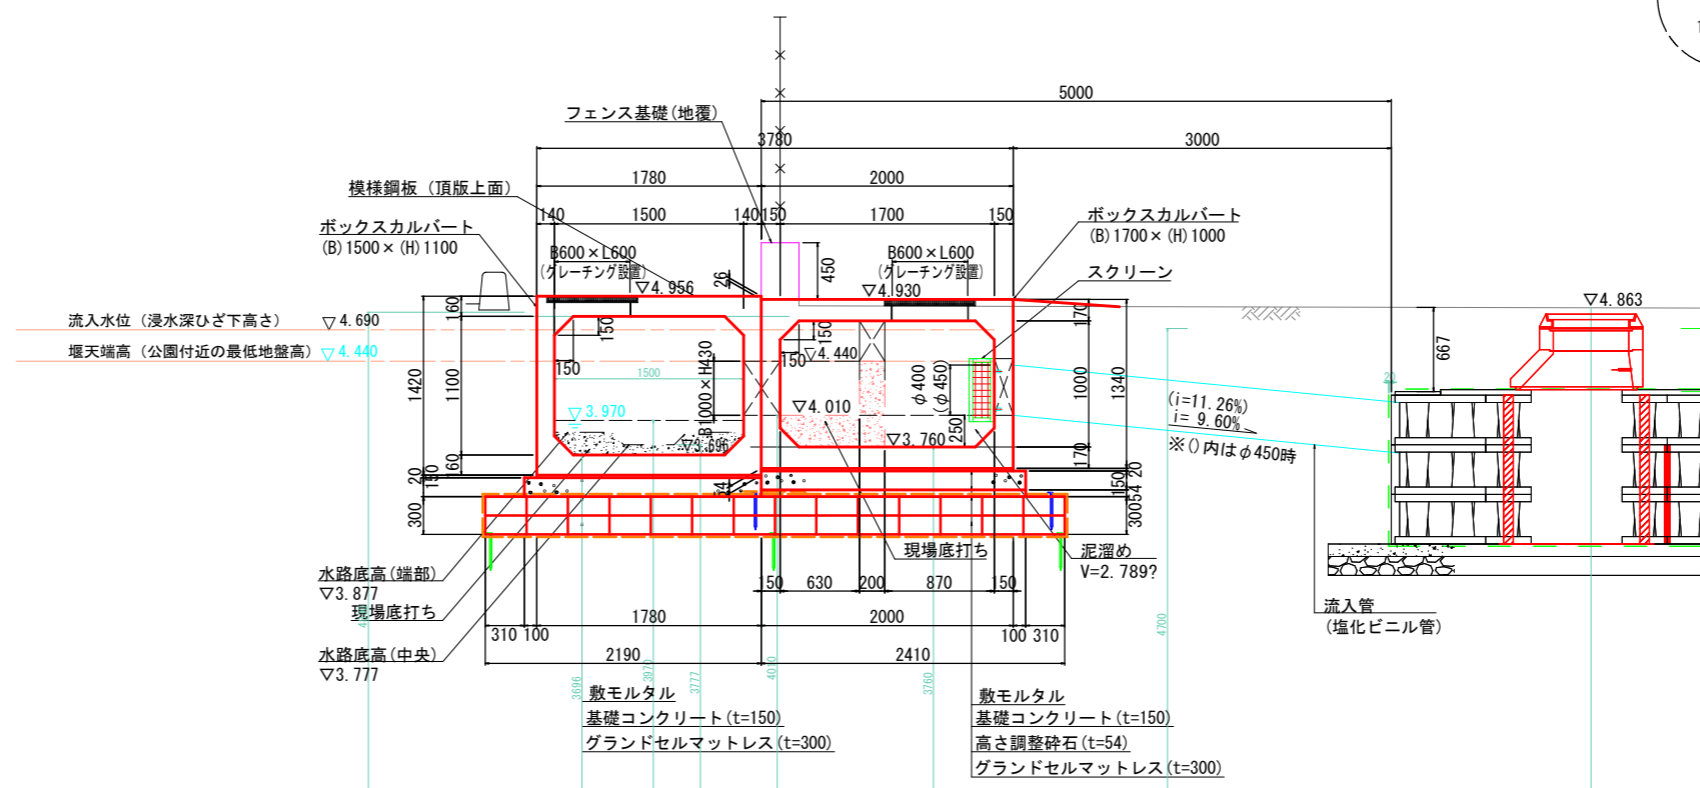 5000
フェンス基礎(地覆)
3780
3000
模様鋼板 (頂版上面)
1780
2000
ボックスカルバート
(B)1500×(H)1100
140
1500
140
150
1700
150
ボックスカルバート
(B)1700×(H)1000
B600×L600
(グレーチング設置)
26
450
B600×L600
(グレーチング設置)
スクリーン
▽4.956
▽4.930
▽4.863
流入水位 (浸水深ひざ下高さ) ▽4.690
堰天端高 (公園付近の最低地盤高) ▽4.440
160
150
150
170
150
150
▽4.440
667
1420
1100
1500
B1000×H430
φ400
(φ450)
1000
1340
20
▽3.970
▽4.010
(i=11.26%)
i= 9.60%
※()内はφ450時
▽3.696
▽3.760
250
160
170
20
150
54
150
20
300
300
54
現場底打ち
泥溜め
V=2.789?
水路底高(端部)
▽3.877
現場底打ち
150
630
200
870
150
流入管
(塩化ビニル管)
310
100
1780
2000
100
310
水路底高(中央)
▽3.777
2190
2410
3696
3970
3777
4010
3760
4700
敷モルタル
基礎コンクリート(t=150)
グランドセルマットレス(t=300)
敷モルタル
基礎コンクリート(t=150)
高さ調整砕石(t=54)
グランドセルマットレス(t=300)